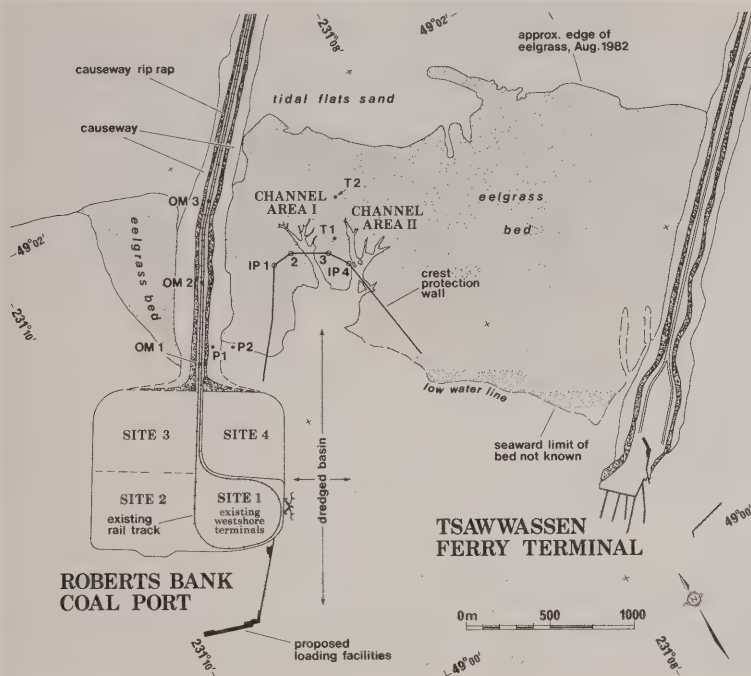 231°08'
49°02'
approx. edge of
eelgrass, Aug. 1982
causeway rip rap
tidal flats sand
causeway
T2
OM 3
CHANNEL
AREA I
CHANNEL
AREA II
eelgrass
bed
T1
eelgrass bed
49°02'
2
3
IP 1
IP 4
OM 2
crest
protection
wall
231°10'
OM 1
P1
P2
low water line
SITE 3
SITE 4
dredged basin
seaward limit of
bed not known
SITE 2
SITE 1
existing
rail track
existing
westshore
terminals
49°00'
TSAWWASSEN
FERRY TERMINAL
ROBERTS BANK
COAL PORT
N
0m
500
1000
proposed
loading facilities
231°10'
49°00'
231°08'